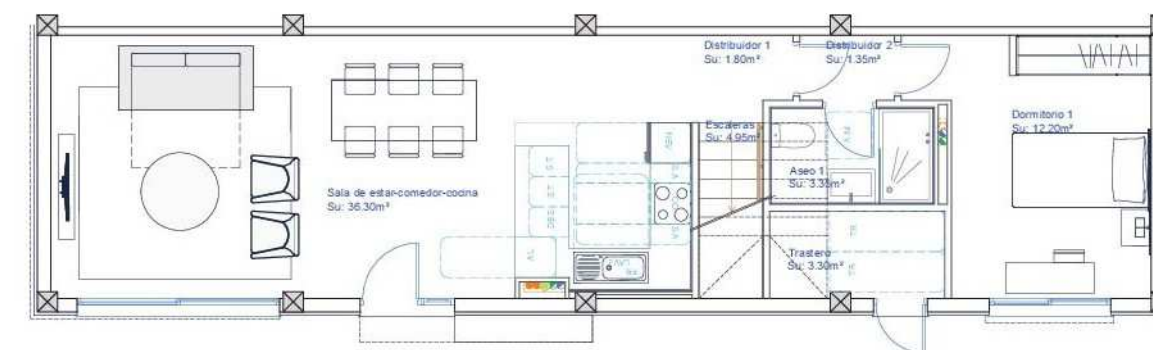 Distribuidor 1
Su: 1.80m²
Distribuidor 2
Su: 1.35m²
Dormitorio 1
Su: 12.20m²
Escaleras
Su: 4.95m²
Aseo 1
Su: 3.35m²
Sala de estar-comedor-cocina
Su: 36.30m²
Trastero
Su: 3.30m²
LAV